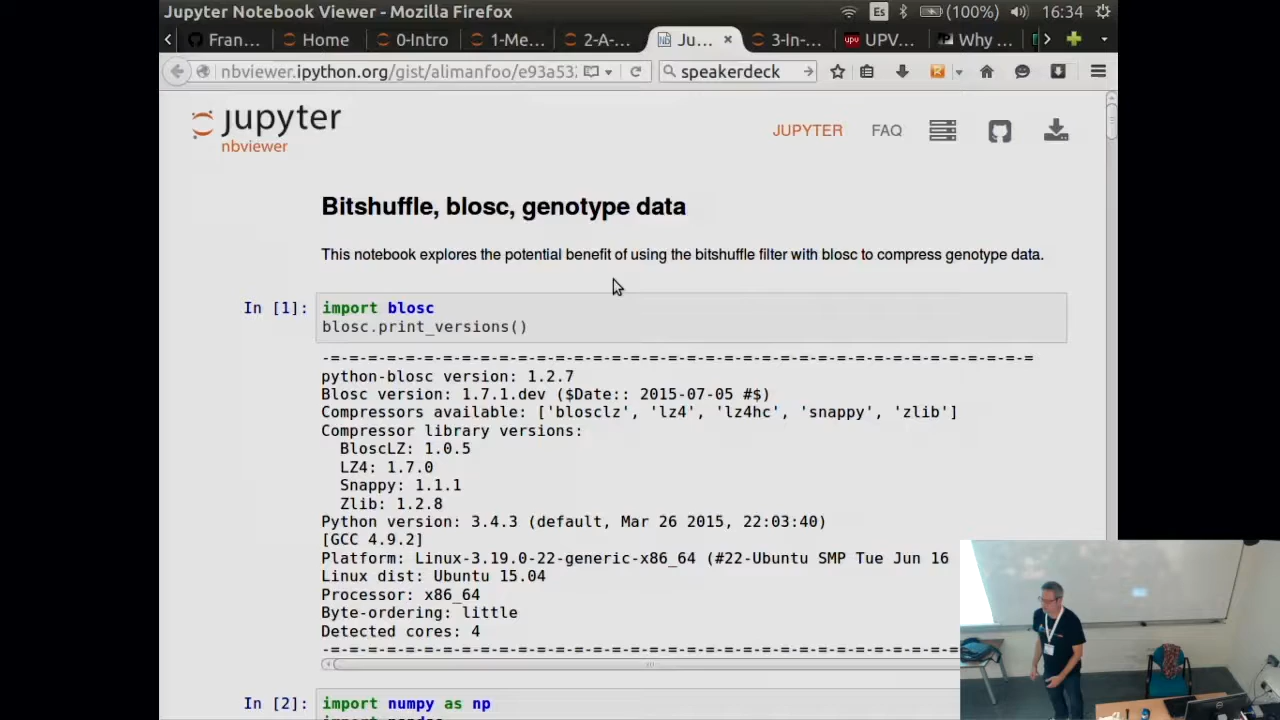 Jupyter Notebook Viewer - Mozilla Firefox Es (100%) 16:34
Fran... Home 0-Intro 1-Me... 2-A-... Ju... × 3-In-... upv UPV... Why ...
nbviewer.ipython.org/gist/alimanfoo/e93a53 speakerdeck
jupyter
nbviewer
JUPYTER FAQ
Bitshuffle, blosc, genotype data
This notebook explores the potential benefit of using the bitshuffle filter with blosc to compress genotype data.
In [1]: import blosc
blosc.print_versions()
-=-=-=-=-=-=-=-=-=-=-=-=-=-=-=-=-=-=-=-=-=-=-=-=-=-=-=-=-=-=-=-=-=-=-=-=-=
python-blosc version: 1.2.7
Blosc version: 1.7.1.dev ($Date:: 2015-07-05 #$)
Compressors available: ['blosclz', 'lz4', 'lz4hc', 'snappy', 'zlib']
Compressor library versions:
BloscLZ: 1.0.5
LZ4: 1.7.0
Snappy: 1.1.1
Zlib: 1.2.8
Python version: 3.4.3 (default, Mar 26 2015, 22:03:40)
[GCC 4.9.2]
Platform: Linux-3.19.0-22-generic-x86_64 (#22-Ubuntu SMP Tue Jun 16
Linux dist: Ubuntu 15.04
Processor: x86_64
Byte-ordering: little
Detected cores: 4
-=-=-=-=-=-=-=-=-=-=-=-=-=-=-=-=-=-=-=-=-=-=-=-=-=-=-=-=-=-=-=-=-=-=
In [2]: import numpy as np